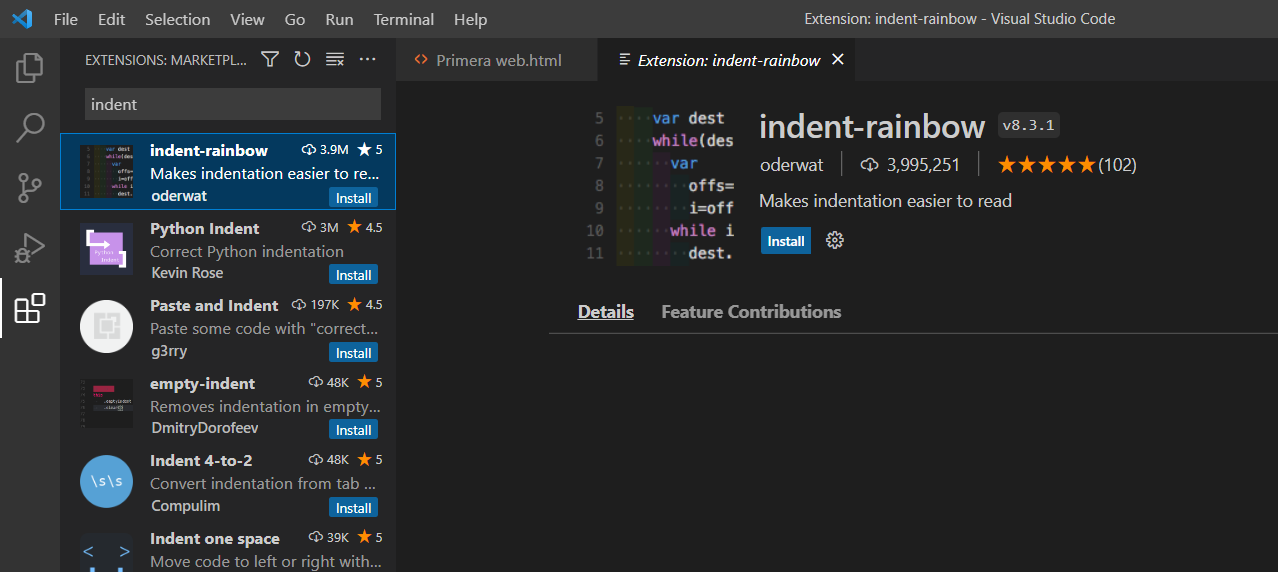 File Edit Selection View Go Run Terminal Help
Extension: indent-rainbow - Visual Studio Code
EXTENSIONS: MARKETPL...
Primera web.html
Extension: indent-rainbow
indent
indent-rainbow 3.9M 5
Makes indentation easier to re...
oderwat Install
Python Indent 3M 4.5
Correct Python indentation
Kevin Rose Install
Paste and Indent 197K 4.5
Paste some code with "correct...
g3rry Install
empty-indent 48K 5
Removes indentation in empty...
DmitryDorofeev Install
Indent 4-to-2 48K 5
\s\s
Convert indentation from tab ...
Compulim Install
Indent one space 39K 5
< >
Move code to left or right with...
5 var dest
6 while(des
7 var
8 offs=
9 i=off
10 while i
11 dest.
indent-rainbow v8.3.1
oderwat 3,995,251 (102)
Makes indentation easier to read
Install
Details Feature Contributions